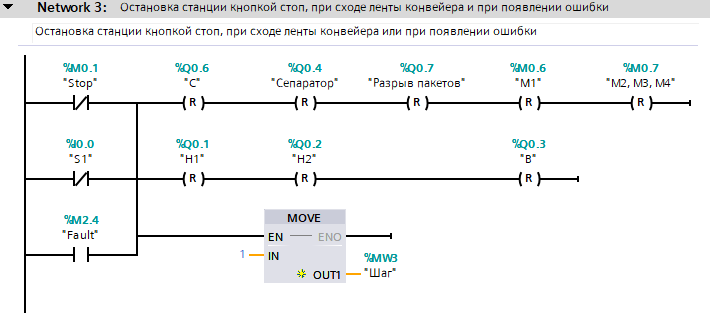 Network 3: Остановка станции кнопкой стоп, при сходе ленты конвейера и при появлении ошибки
Остановка станции кнопкой стоп, при сходе ленты конвейера или при появлении ошибки
%M0.1 %Q0.6 %Q0.4 %Q0.7 %M0.6 %M0.7
"Stop" "C" "Сепаратор" "Разрыв пакетов" "M1" "M2, M3, M4"
R R R R R
%I0.0 %Q0.1 %Q0.2 %Q0.3
"S1" "H1" "H2" "B"
R R R
%M2.4
"Fault" MOVE
EN ENO
1 IN %MW3
OUT1 "Шаг"